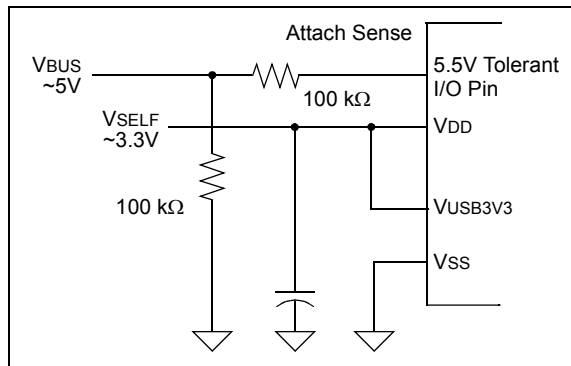 Attach Sense
VBUS
~5V
100 kΩ
5.5V Tolerant
I/O Pin
VSELF
~3.3V
VDD
100 kΩ
VUSB3V3
VSS